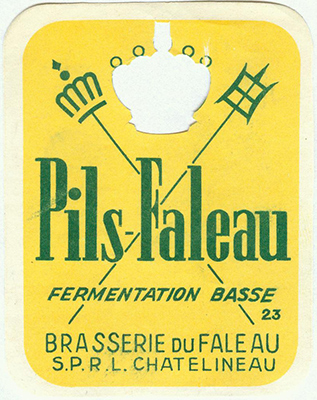 Pils-Faleau
FERMENTATION BASSE
23
BRASSERIE DU FALEAU
S.P.R.L. CHATELINEAU